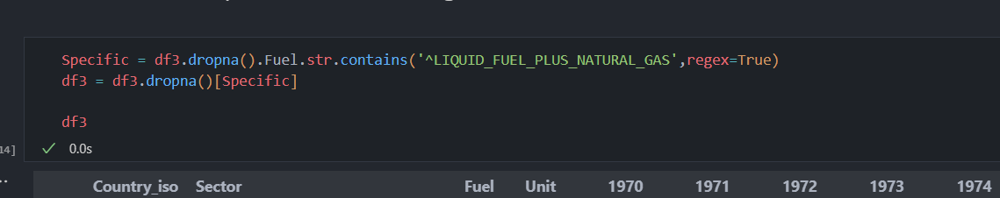 Specific = df3.dropna().Fuel.str.contains('^LIQUID_FUEL_PLUS_NATURAL_GAS',regex=True)
df3 = df3.dropna()[Specific]
df3
14]
0.0s
Country_iso Sector Fuel Unit 1970 1971 1972 1973 1974